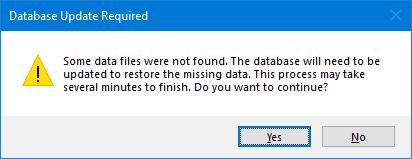 Database Update Required
Some data files were not found. The database will need to be
updated to restore the missing data. This process may take
several minutes to finish. Do you want to continue?
Yes
No